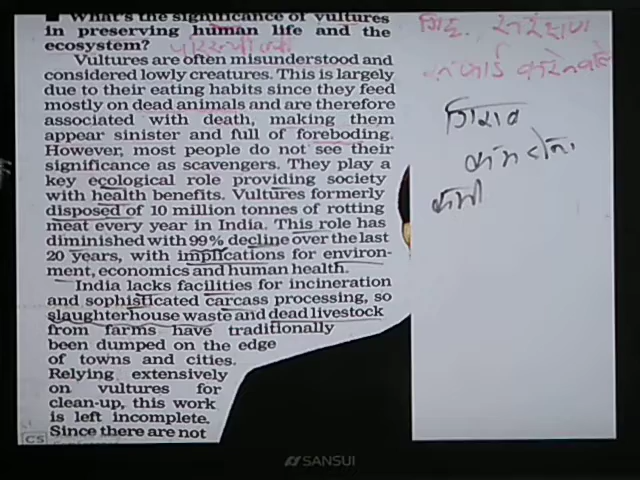 What's the significance of vultures
in preserving human life and the
ecosystem?
Vultures are often misunderstood and
considered lowly creatures. This is largely
due to their eating habits since they feed
mostly on dead animals and are therefore
associated with death, making them
appear sinister and full of foreboding.
However, most people do not see their
significance as scavengers. They play a
key ecological role providing society
with health benefits. Vultures formerly
disposed of 10 million tonnes of rotting
meat every year in India. This role has
diminished with 99% decline over the last
20 years, with implications for environ-
ment, economics and human health.
India lacks facilities for incineration
and sophisticated carcass processing, so
slaughterhouse waste and dead livestock
from farms have traditionally
been dumped on the edge
of towns and cities.
Relying extensively
on vultures for
clean-up, this work
is left incomplete.
Since there are not
गिद्ध संरक्षण
गिराव
कम होना
कमी
CS
SANSUI